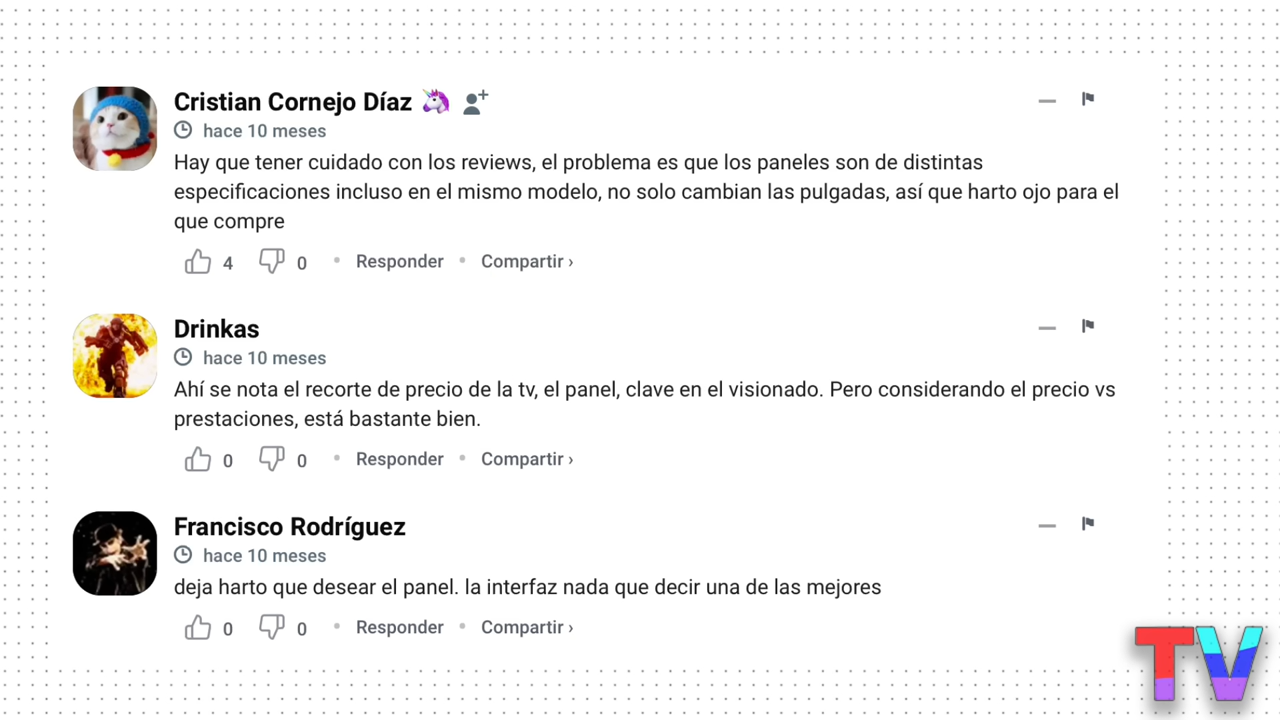 Cristian Cornejo Díaz 🦄
hace 10 meses
Hay que tener cuidado con los reviews, el problema es que los paneles son de distintas
especificaciones incluso en el mismo modelo, no solo cambian las pulgadas, así que harto ojo para el
que compre
4 0 • Responder • Compartir ›
Drinkas
hace 10 meses
Ahí se nota el recorte de precio de la tv, el panel, clave en el visionado. Pero considerando el precio vs
prestaciones, está bastante bien.
0 0 • Responder • Compartir ›
Francisco Rodríguez
hace 10 meses
deja harto que desear el panel. la interfaz nada que decir una de las mejores
0 0 • Responder • Compartir ›
TV